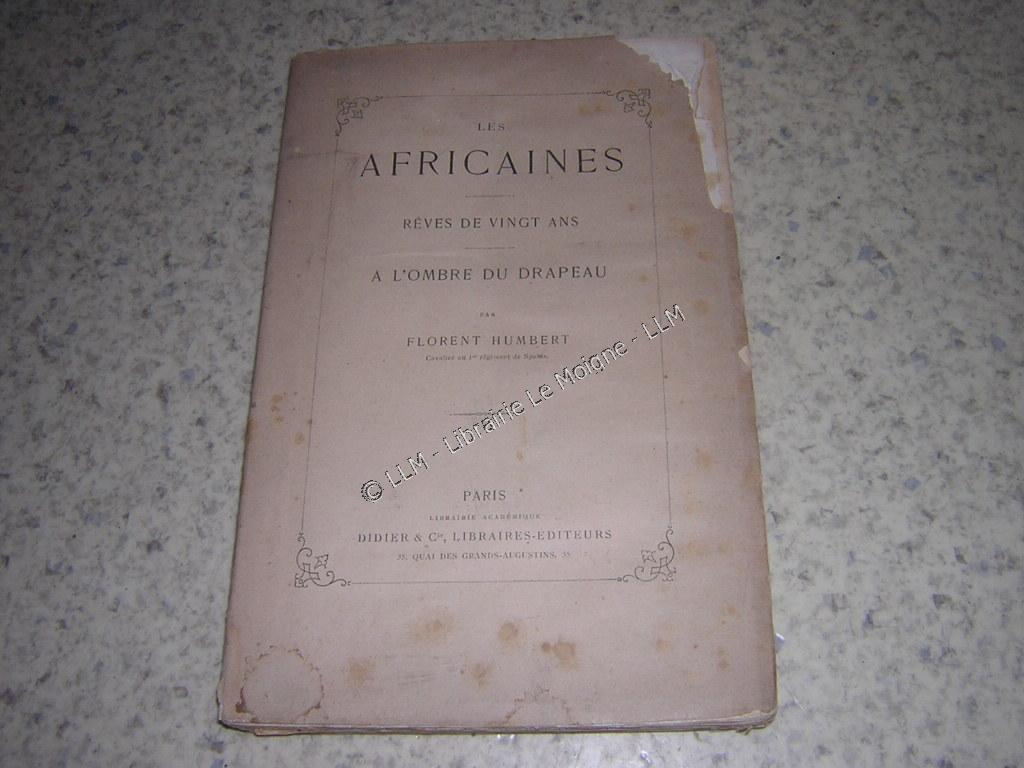 LES
AFRICAINES
RÊVES DE VINGT ANS
A L'OMBRE DU DRAPEAU
PAR
FLORENT HUMBERT
Cavalier au 1er régiment de Spahis.
© LLM - Librairie Le Moigne - LLM
PARIS
LIBRAIRIE ACADÉMIQUE
DIDIER & Cie, LIBRAIRES-EDITEURS
35, QUAI DES GRANDS-AUGUSTINS, 35